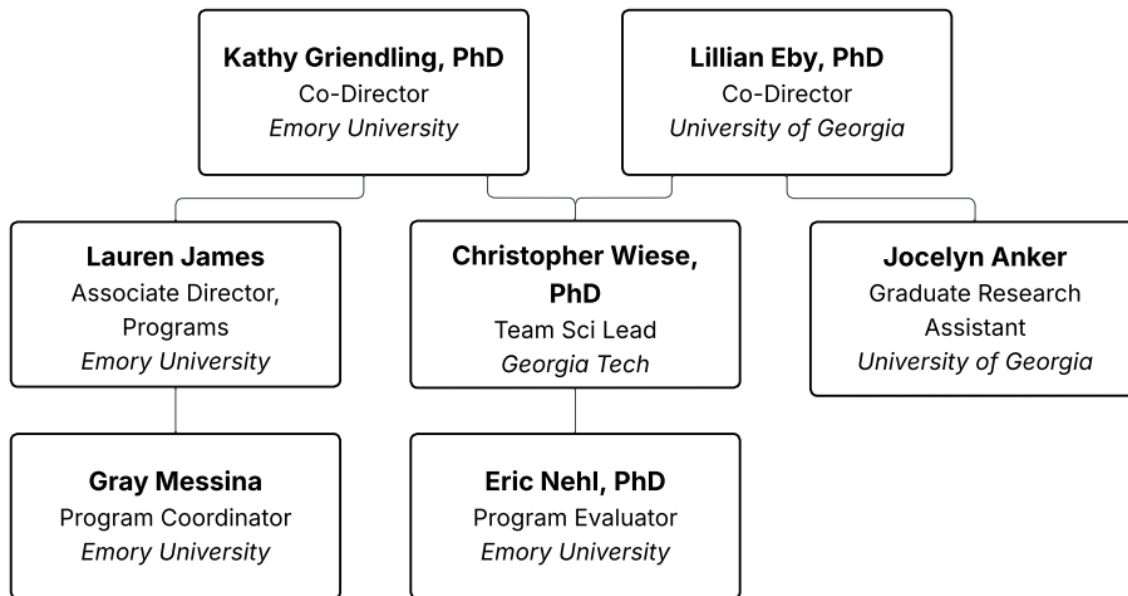 Kathy Griendling, PhD
Co-Director
Emory University
Lillian Eby, PhD
Co-Director
University of Georgia
Lauren James
Associate Director,
Programs
Emory University
Christopher Wiese,
PhD
Team Sci Lead
Georgia Tech
Jocelyn Anker
Graduate Research
Assistant
University of Georgia
Gray Messina
Program Coordinator
Emory University
Eric Nehl, PhD
Program Evaluator
Emory University